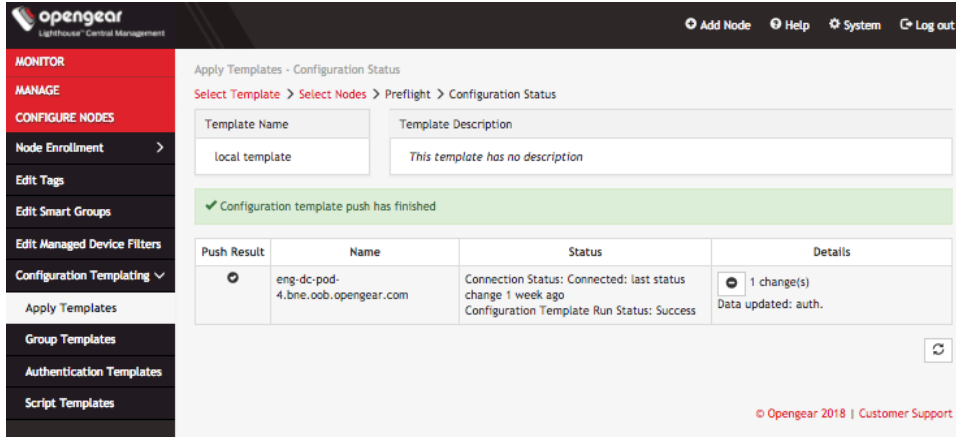 opengear
Lighthouse™ Central Management
Add Node Help System Log out
MONITOR
MANAGE
CONFIGURE NODES
Node Enrollment
Edit Tags
Edit Smart Groups
Edit Managed Device Filters
Configuration Templating
Apply Templates
Group Templates
Authentication Templates
Script Templates
Apply Templates - Configuration Status
Select Template > Select Nodes > Preflight > Configuration Status
Template Name
local template
Template Description
This template has no description
Configuration template push has finished
Push Result Name Status Details
eng-dc-pod-
4.bne.oob.opengear.com
Connection Status: Connected: last status
change 1 week ago
Configuration Template Run Status: Success
1 change(s)
Data updated: auth.
© Opengear 2018 | Customer Support